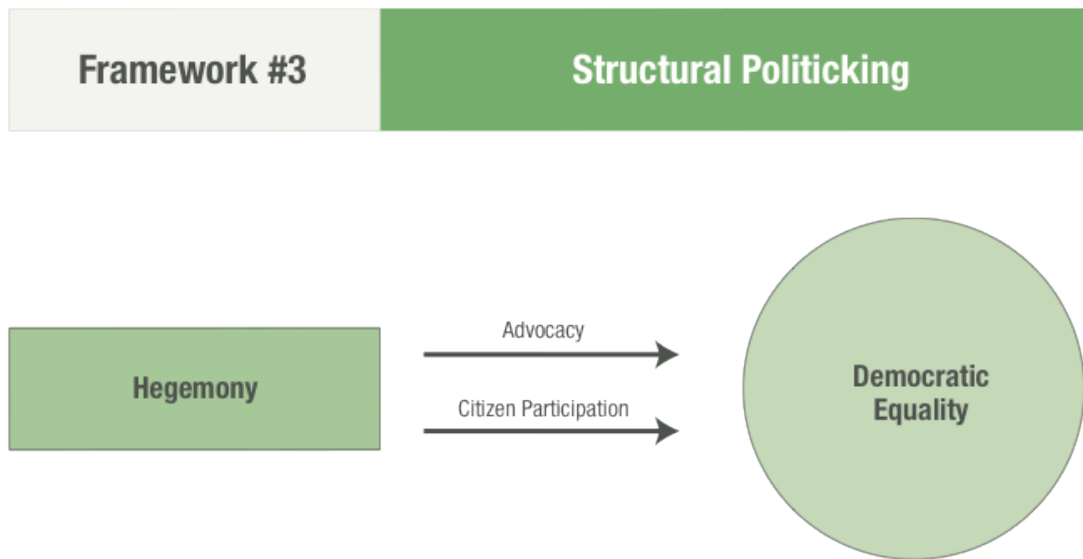 Framework #3
Structural Politicking
Hegemony
Advocacy
Citizen Participation
Democratic
Equality